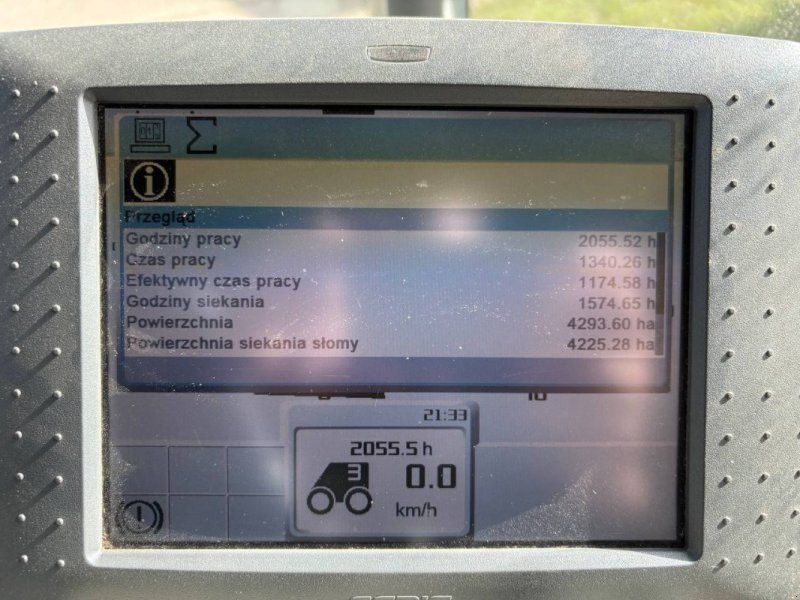 Przegląd
Godziny pracy 2055.52 h
Czas pracy 1340.26 h
Efektywny czas pracy 1174.58 h
Godziny siekania 1574.65 h
Powierzchnia 4293.60 ha
Powierzchnia siekania słomy 4225.28 ha
21:33
2055.5 h
3
0.0
km/h